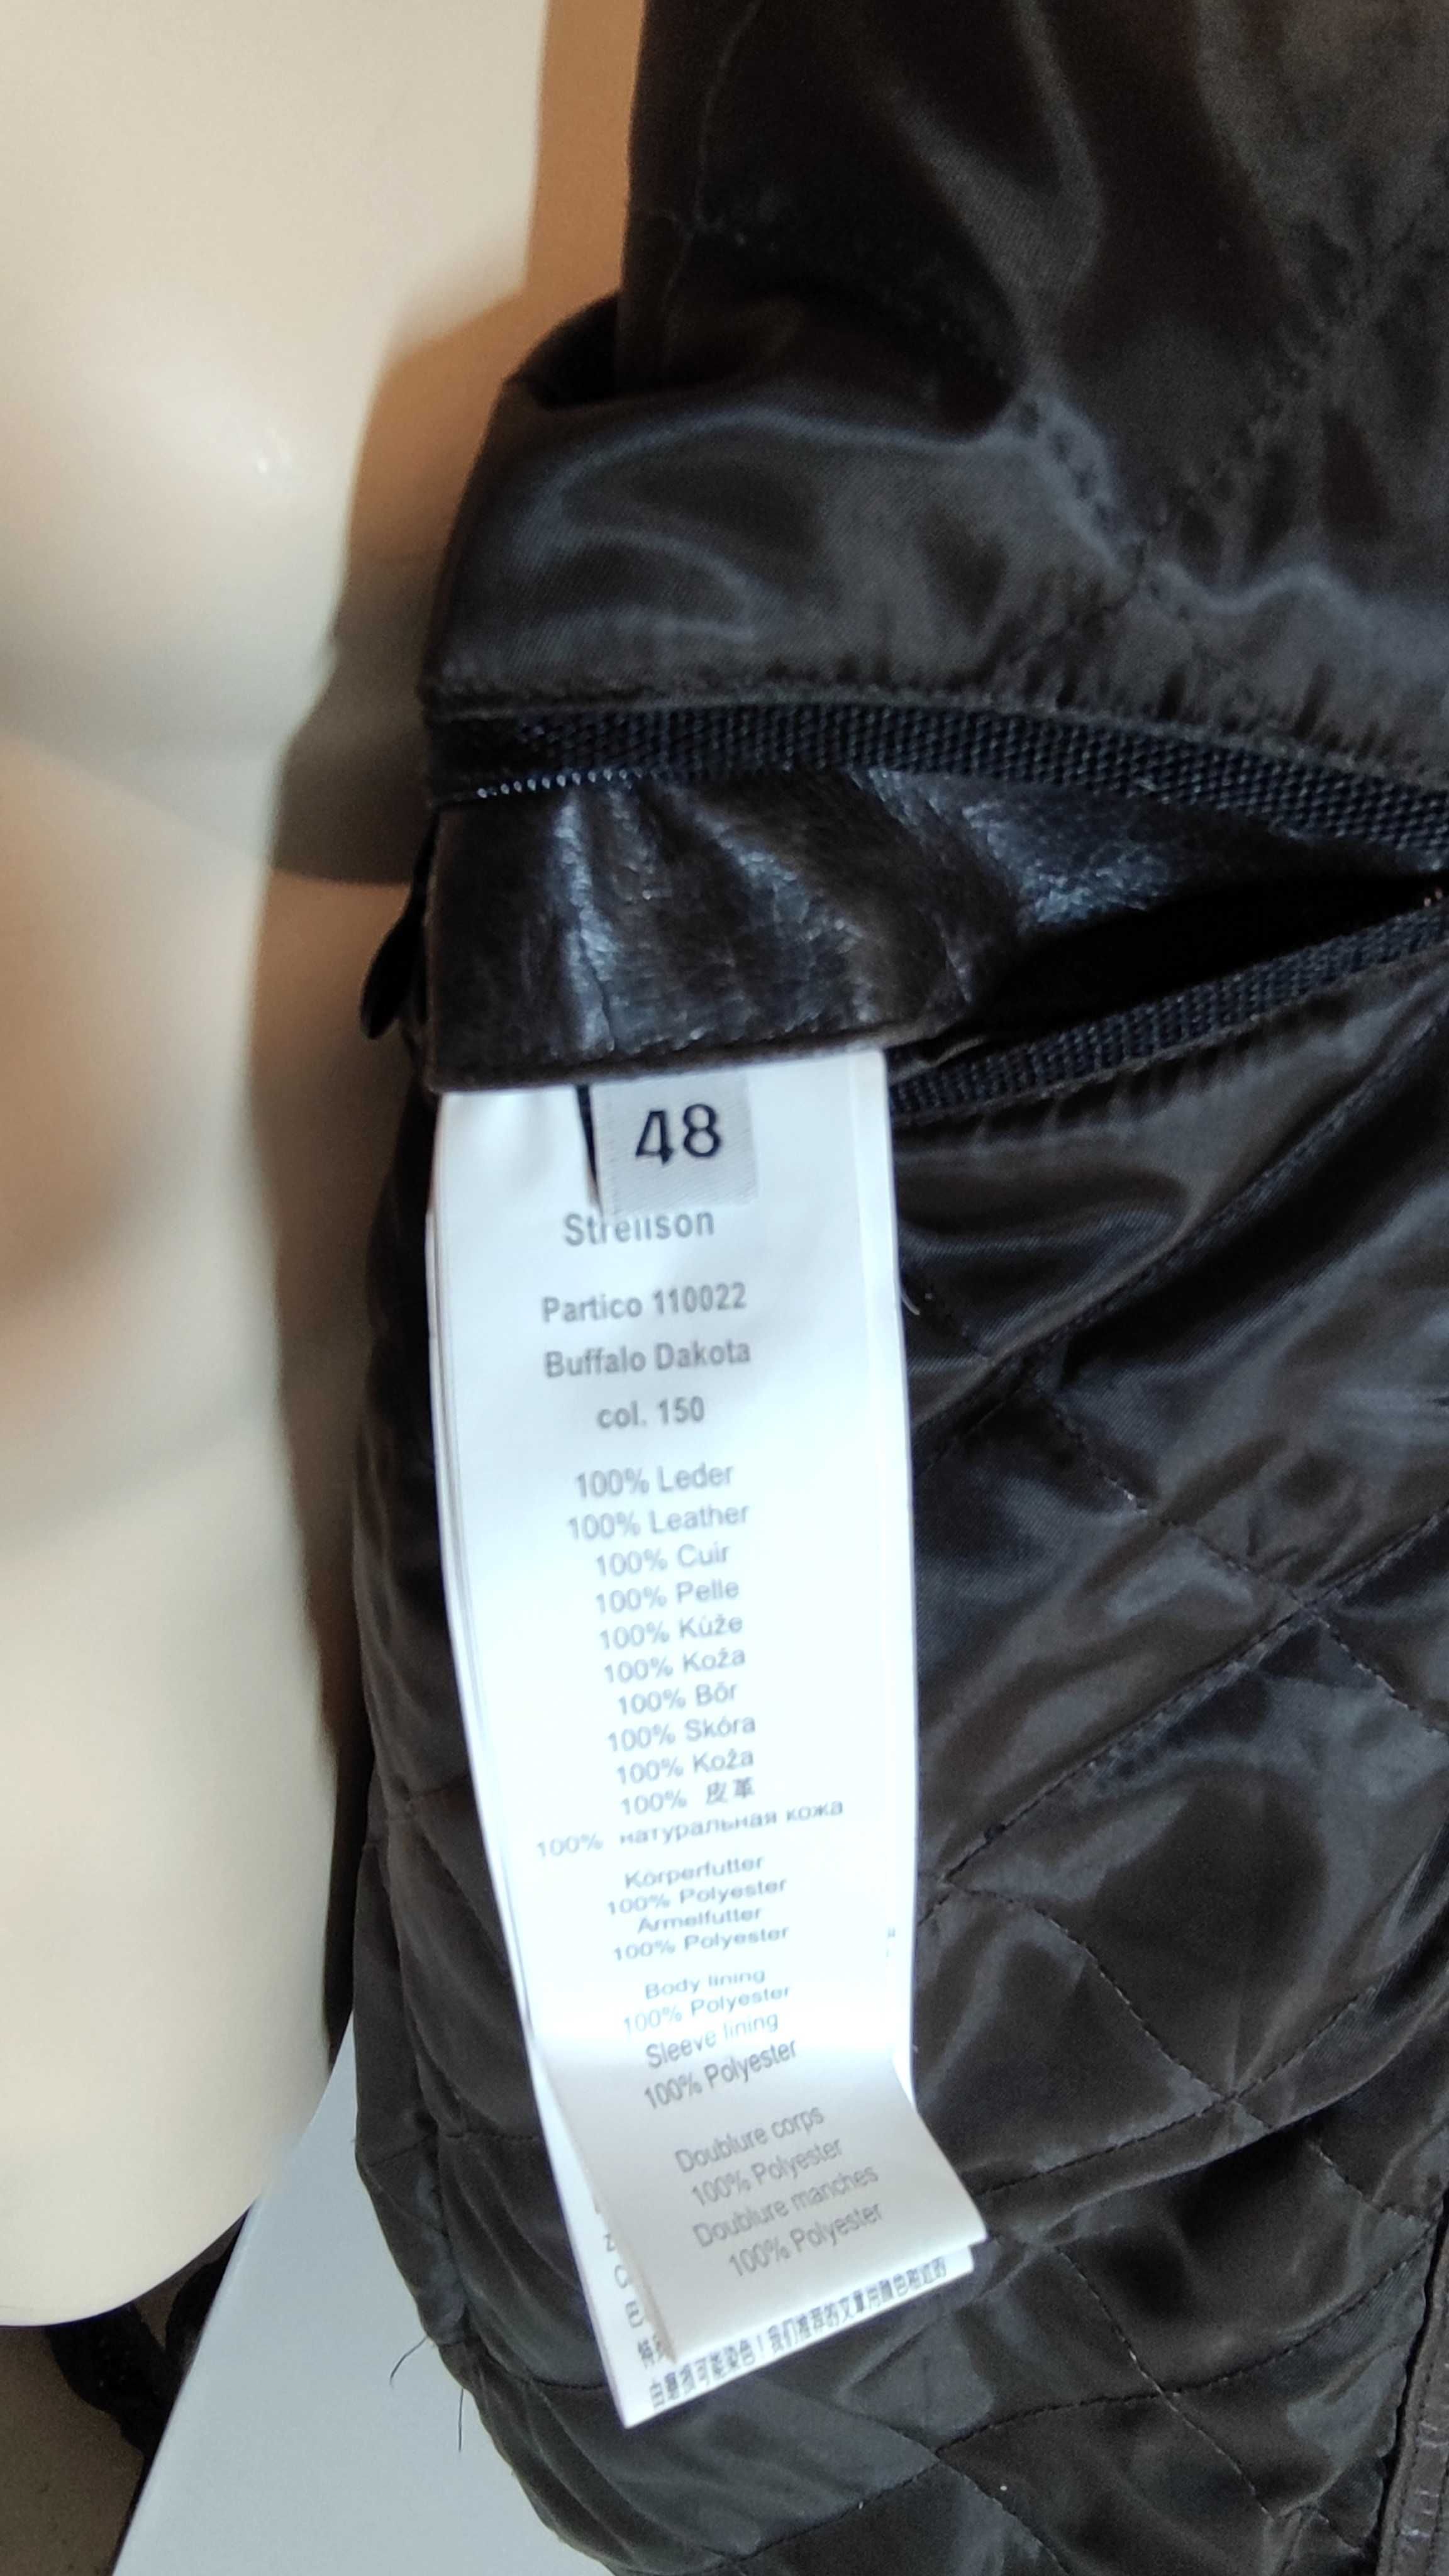 48
Strellson
Partico 110022
Buffalo Dakota
col. 150
100% Leder
100% Leather
100% Cuir
100% Pelle
100% Kůže
100% Koža
100% Bőr
100% Skóra
100% Koža
100% 皮革
100% натуральная кожа
Körperfutter
100% Polyester
Ärmelfutter
100% Polyester
Body lining
100% Polyester
Sleeve lining
100% Polyester
Doublure corps
100% Polyester
Doublure manches
100% Polyester